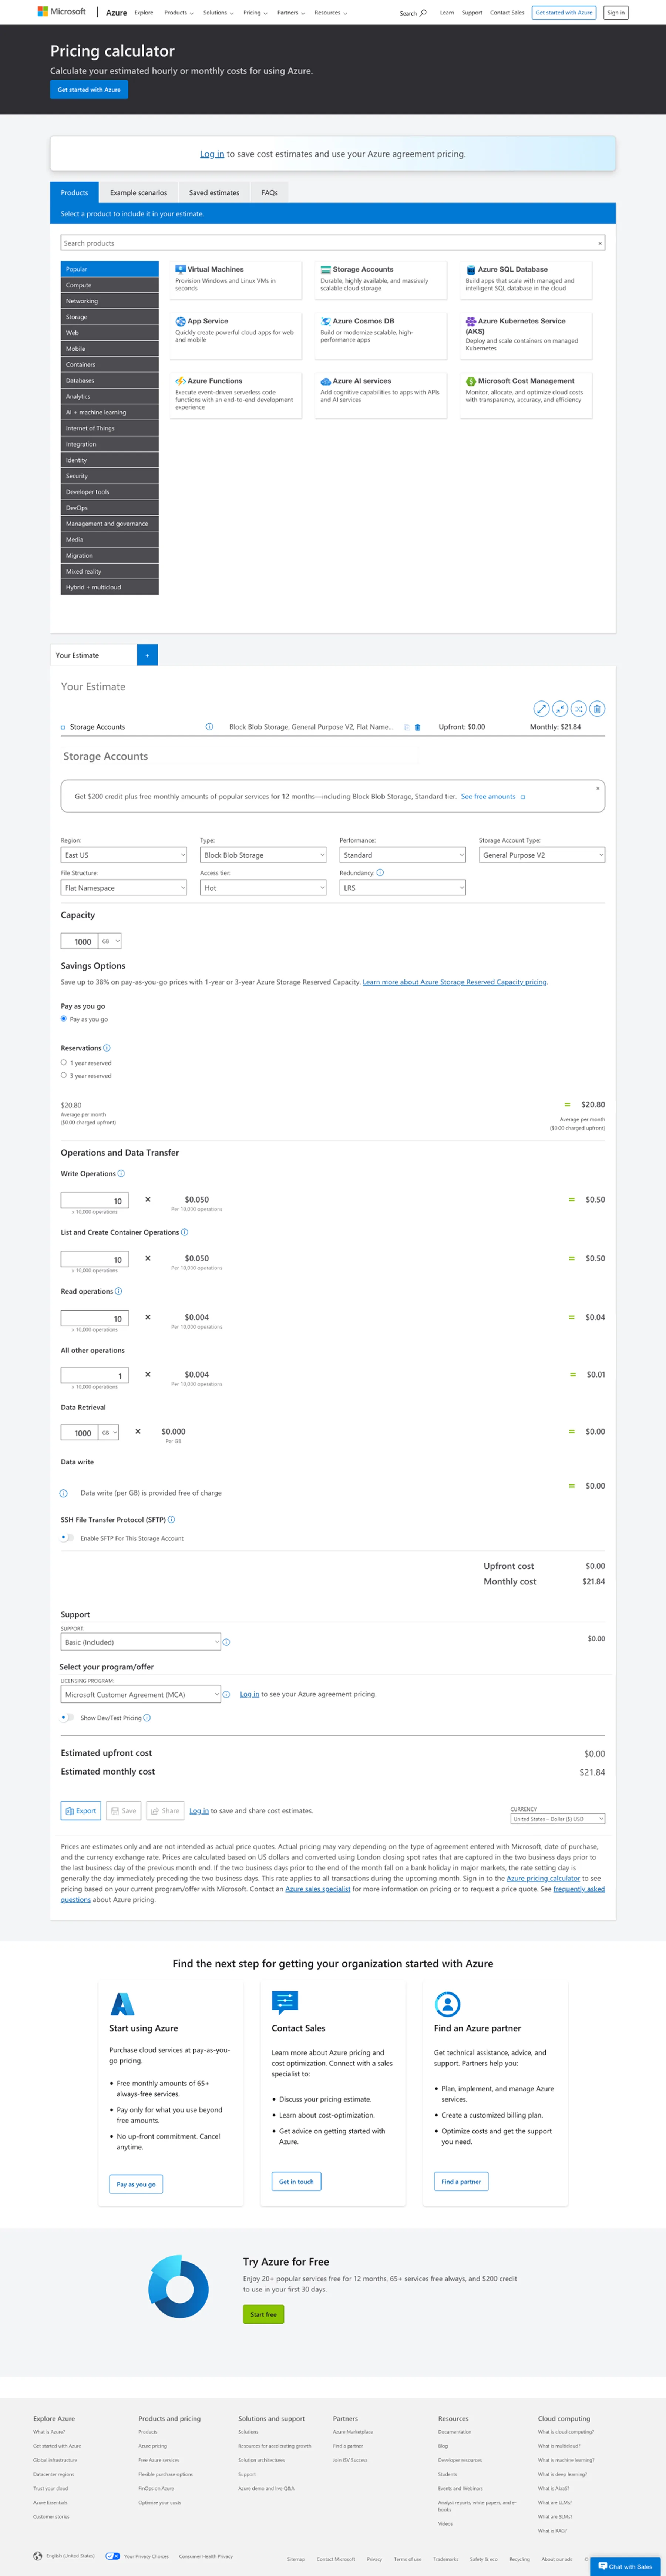 Microsoft Azure Explore Products Solutions Pricing Partners Resources Search Learn Support Contact Sales Get started with Azure Sign in
Pricing calculator
Calculate your estimated hourly or monthly costs for using Azure.
Get started with Azure
Log in to save cost estimates and use your Azure agreement pricing.
Products Example scenarios Saved estimates FAQs
Select a product to include it in your estimate.
Search products
Popular
Compute
Networking
Storage
Web
Mobile
Containers
Databases
Analytics
AI + machine learning
Internet of Things
Integration
Identity
Security
Developer tools
DevOps
Management and governance
Media
Migration
Mixed reality
Hybrid + multicloud
Virtual Machines
Provision Windows and Linux VMs in
seconds
Storage Accounts
Durable, highly available, and massively
scalable cloud storage
Azure SQL Database
Build apps that scale with managed and
intelligent SQL database in the cloud
App Service
Quickly create powerful cloud apps for web
and mobile
Azure Cosmos DB
Build or modernize scalable, high-
performance apps
Azure Kubernetes Service
(AKS)
Deploy and scale containers on managed
Kubernetes
Azure Functions
Execute event-driven serverless code
functions with an end-to-end development
experience
Azure AI services
Add cognitive capabilities to apps with APIs
and AI services
Microsoft Cost Management
Monitor, allocate, and optimize cloud costs
with transparency, accuracy, and efficiency
Your Estimate +
Your Estimate
Storage Accounts Block Blob Storage, General Purpose V2, Flat Name... Upfront: $0.00 Monthly: $21.84
Storage Accounts
Get $200 credit plus free monthly amounts of popular services for 12 months—including Block Blob Storage, Standard tier. See free amounts
Region: Type: Performance: Storage Account Type:
East US Block Blob Storage Standard General Purpose V2
File Structure: Access tier: Redundancy:
Flat Namespace Hot LRS
Capacity
1000 GB
Savings Options
Save up to 38% on pay-as-you-go prices with 1-year or 3-year Azure Storage Reserved Capacity. Learn more about Azure Storage Reserved Capacity pricing.
Pay as you go
Pay as you go
Reservations
1 year reserved
3 year reserved
$20.80 = $20.80
Average per month Average per month
($0.00 charged upfront) ($0.00 charged upfront)
Operations and Data Transfer
Write Operations
10 × $0.050 = $0.50
x 10,000 operations Per 10,000 operations
List and Create Container Operations
10 × $0.050 = $0.50
x 10,000 operations Per 10,000 operations
Read operations
10 × $0.004 = $0.04
x 10,000 operations Per 10,000 operations
All other operations
1 × $0.004 = $0.01
x 10,000 operations Per 10,000 operations
Data Retrieval
1000 GB × $0.000 = $0.00
Per GB
Data write
= $0.00
Data write (per GB) is provided free of charge
SSH File Transfer Protocol (SFTP)
Enable SFTP For This Storage Account
Upfront cost $0.00
Monthly cost $21.84
Support
SUPPORT:
Basic (Included) $0.00
Select your program/offer
LICENSING PROGRAM:
Microsoft Customer Agreement (MCA) Log in to see your Azure agreement pricing.
Show Dev/Test Pricing
Estimated upfront cost $0.00
Estimated monthly cost $21.84
Export Save Share Log in to save and share cost estimates.
CURRENCY
United States - Dollar ($) USD
Prices are estimates only and are not intended as actual price quotes. Actual pricing may vary depending on the type of agreement entered with Microsoft, date of purchase,
and the currency exchange rate. Prices are calculated based on US dollars and converted using London closing spot rates that are captured in the two business days prior to
the last business day of the previous month end. If the two business days prior to the end of the month fall on a bank holiday in major markets, the rate setting day is
generally the day immediately preceding the two business days. This rate applies to all transactions during the upcoming month. Sign in to the Azure pricing calculator to see
pricing based on your current program/offer with Microsoft. Contact an Azure sales specialist for more information on pricing or to request a price quote. See frequently asked
questions about Azure pricing.
Find the next step for getting your organization started with Azure
Start using Azure
Purchase cloud services at pay-as-you-
go pricing.
• Free monthly amounts of 65+
always-free services.
• Pay only for what you use beyond
free amounts.
• No up-front commitment. Cancel
anytime.
Pay as you go
Contact Sales
Learn more about Azure pricing and
cost optimization. Connect with a sales
specialist to:
• Discuss your pricing estimate.
• Learn about cost-optimization.
• Get advice on getting started with
Azure.
Get in touch
Find an Azure partner
Get technical assistance, advice, and
support. Partners help you:
• Plan, implement, and manage Azure
services.
• Create a customized billing plan.
• Optimize costs and get the support
you need.
Find a partner
Try Azure for Free
Enjoy 20+ popular services free for 12 months, 65+ services free always, and $200 credit
to use in your first 30 days.
Start free
Explore Azure
What is Azure?
Get started with Azure
Global infrastructure
Datacenter regions
Trust your cloud
Azure Essentials
Customer stories
Products and pricing
Products
Azure pricing
Free Azure services
Flexible purchase options
FinOps on Azure
Optimize your costs
Solutions and support
Solutions
Resources for accelerating growth
Solution architectures
Support
Azure demo and live Q&A
Partners
Azure Marketplace
Find a partner
Join ISV Success
Resources
Documentation
Blog
Developer resources
Students
Events and Webinars
Analyst reports, white papers, and e-
books
Videos
Cloud computing
What is cloud computing?
What is multicloud?
What is machine learning?
What is deep learning?
What is AIaaS?
What are LLMs?
What are SLMs?
What is RAG?
English (United States) Your Privacy Choices Consumer Health Privacy
Sitemap Contact Microsoft Privacy Terms of use Trademarks Safety & eco Recycling About our ads ©
Chat with Sales